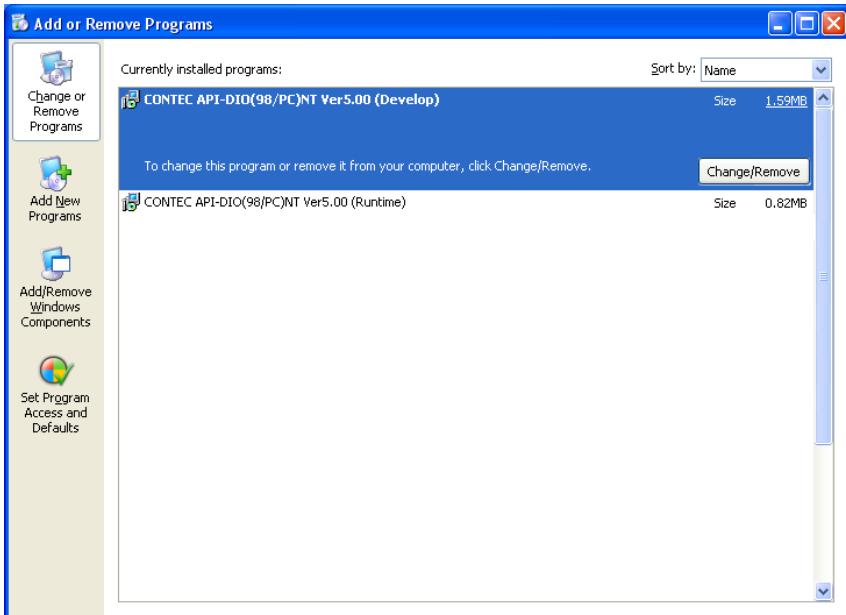 Add or Remove Programs
Change or
Remove
Programs
Add New
Programs
Add/Remove
Windows
Components
Set Program
Access and
Defaults
Currently installed programs:
Sort by: Name
CONTEC API-DIO(98/PC)NT Ver5.00 (Develop) Size 1.59MB
To change this program or remove it from your computer, click Change/Remove. Change/Remove
CONTEC API-DIO(98/PC)NT Ver5.00 (Runtime) Size 0.82MB